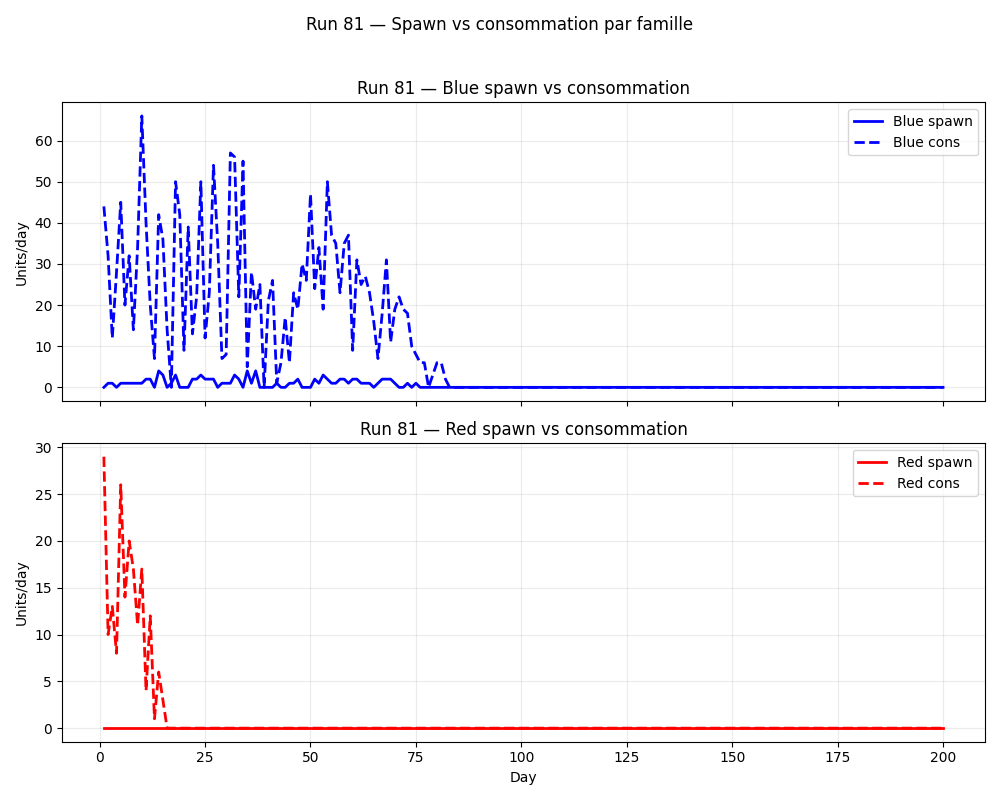 Run 81 — Spawn vs consommation par famille
Run 81 — Blue spawn vs consommation
Units/day
60
50
40
30
20
10
0
Blue spawn
Blue cons
Run 81 — Red spawn vs consommation
Units/day
30
25
20
15
10
5
0
Red spawn
Red cons
0 25 50 75 100 125 150 175 200
Day